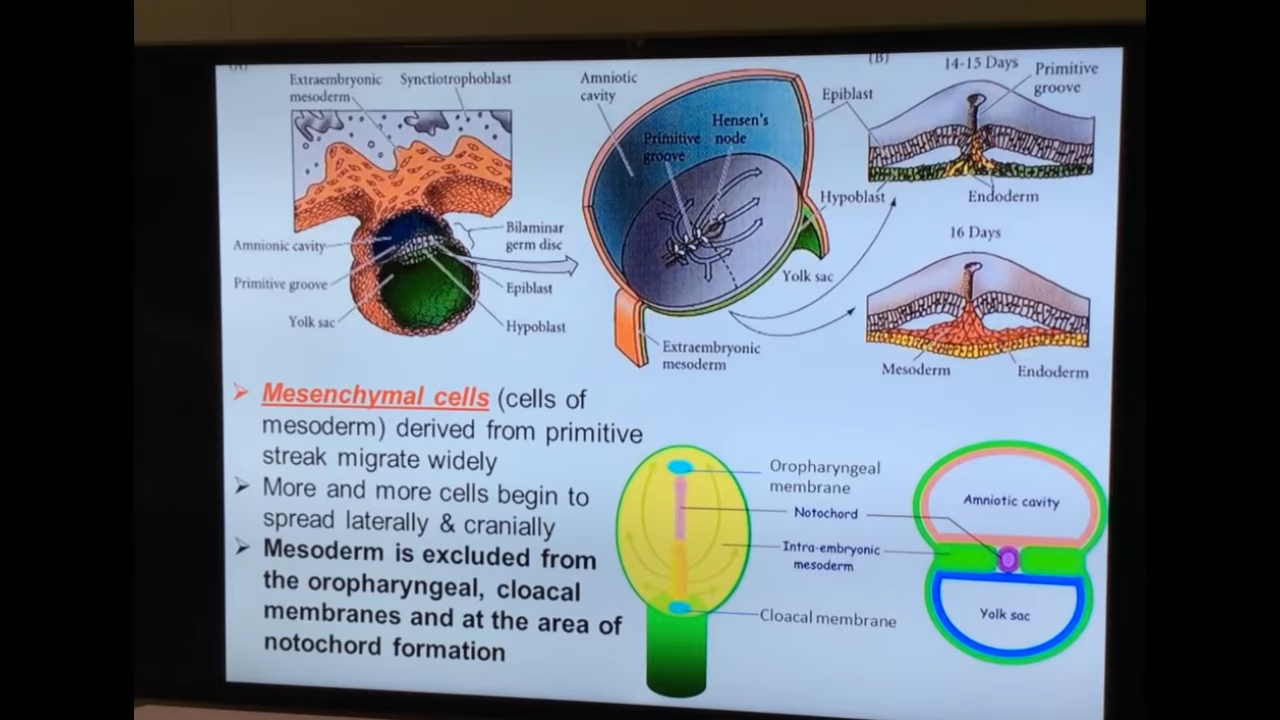 (A)
Extraembryonic
mesoderm
Synctiotrophoblast
Amnionic cavity
Primitive groove
Yolk sac
Bilaminar
germ disc
Epiblast
Hypoblast
Amniotic
cavity
Hensen's
node
Primitive
groove
Epiblast
Hypoblast
Yolk sac
Extraembryonic
mesoderm
(B)
14-15 Days
Primitive
groove
Endoderm
16 Days
Mesoderm
Endoderm
➢ Mesenchymal cells (cells of
mesoderm) derived from primitive
streak migrate widely
➢ More and more cells begin to
spread laterally & cranially
➢ Mesoderm is excluded from
the oropharyngeal, cloacal
membranes and at the area of
notochord formation
Oropharyngeal
membrane
Notochord
Intra-embryonic
mesoderm
Cloacal membrane
Amniotic cavity
Yolk sac